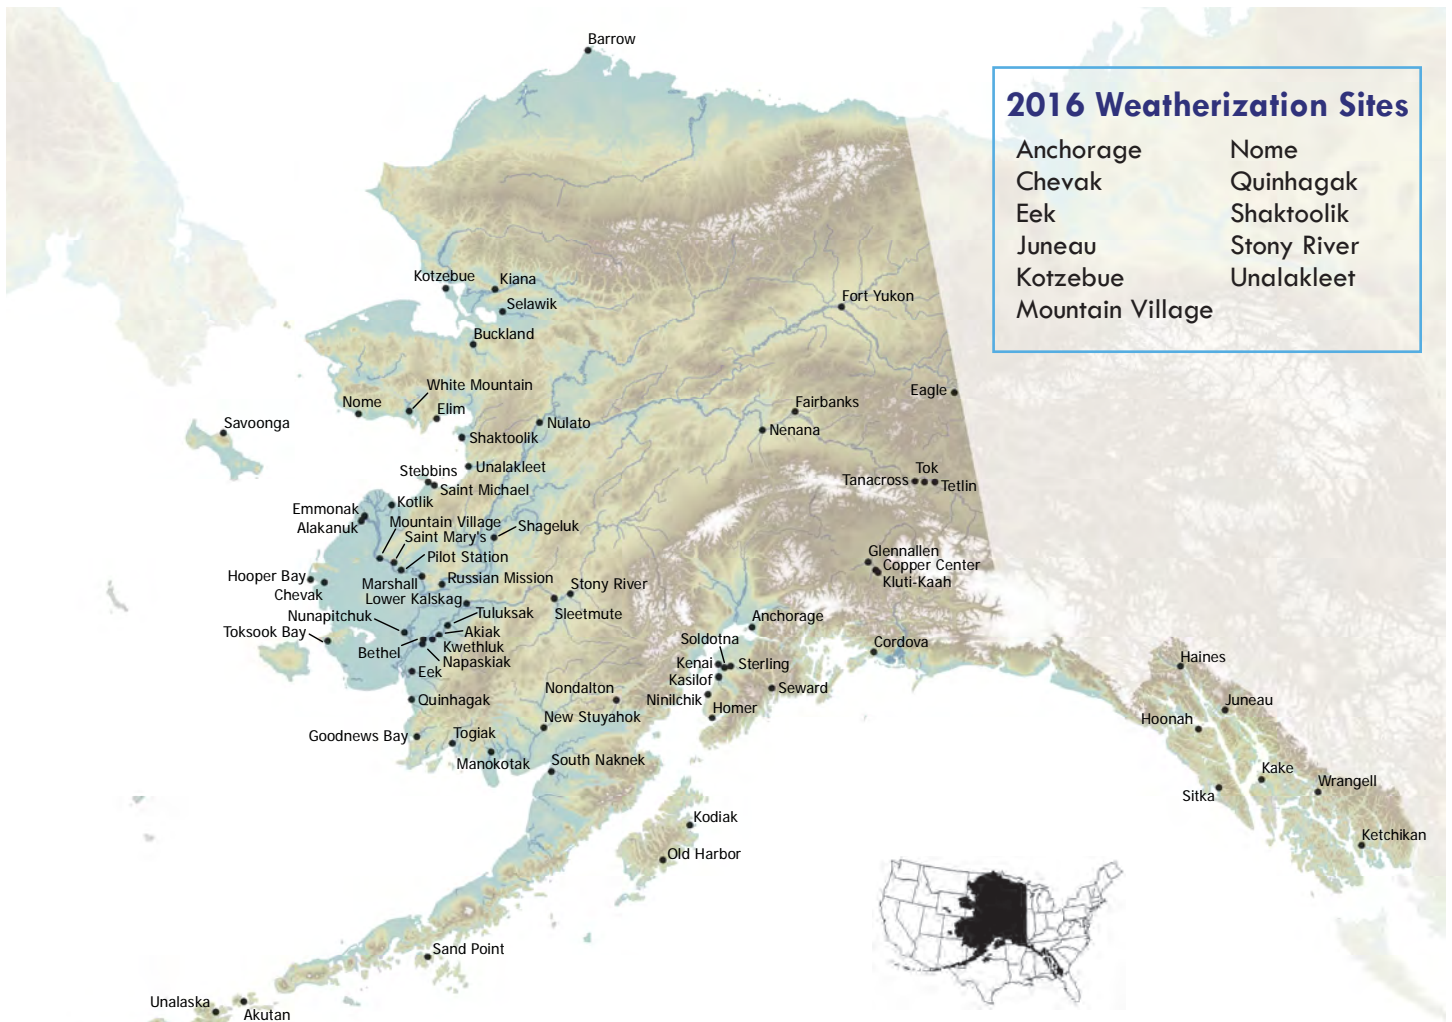 Barrow
2016 Weatherization Sites
Anchorage
Chevak
Eek
Juneau
Kotzebue
Mountain Village
Nome
Quinhagak
Shaktoolik
Stony River
Unalakleet
Kotzebue
Kiana
Selawik
Fort Yukon
Buckland
White Mountain
Eagle
Nome
Elim
Fairbanks
Savoonga
Nulato
Nenana
Shaktoolik
Stebbins
Unalakleet
Tok
Tanacross
Tetlin
Saint Michael
Kotlik
Emmonak
Alakanuk
Mountain Village
Shageluk
Saint Mary's
Pilot Station
Glennallen
Copper Center
Kluti-Kaah
Hooper Bay
Chevak
Marshall
Russian Mission
Stony River
Lower Kalskag
Sleetmute
Nunapitchuk
Tuluksak
Anchorage
Toksook Bay
Akiak
Soldotna
Cordova
Bethel
Kwethluk
Napaskiak
Kenai
Sterling
Haines
Eek
Kasilof
Nondalton
Seward
Quinhagak
Ninilchik
Juneau
Homer
New Stuyahok
Hoonah
Goodnews Bay
Togiak
Manokotak
South Naknek
Kake
Wrangell
Sitka
Kodiak
Ketchikan
Old Harbor
Sand Point
Unalaska
Akutan